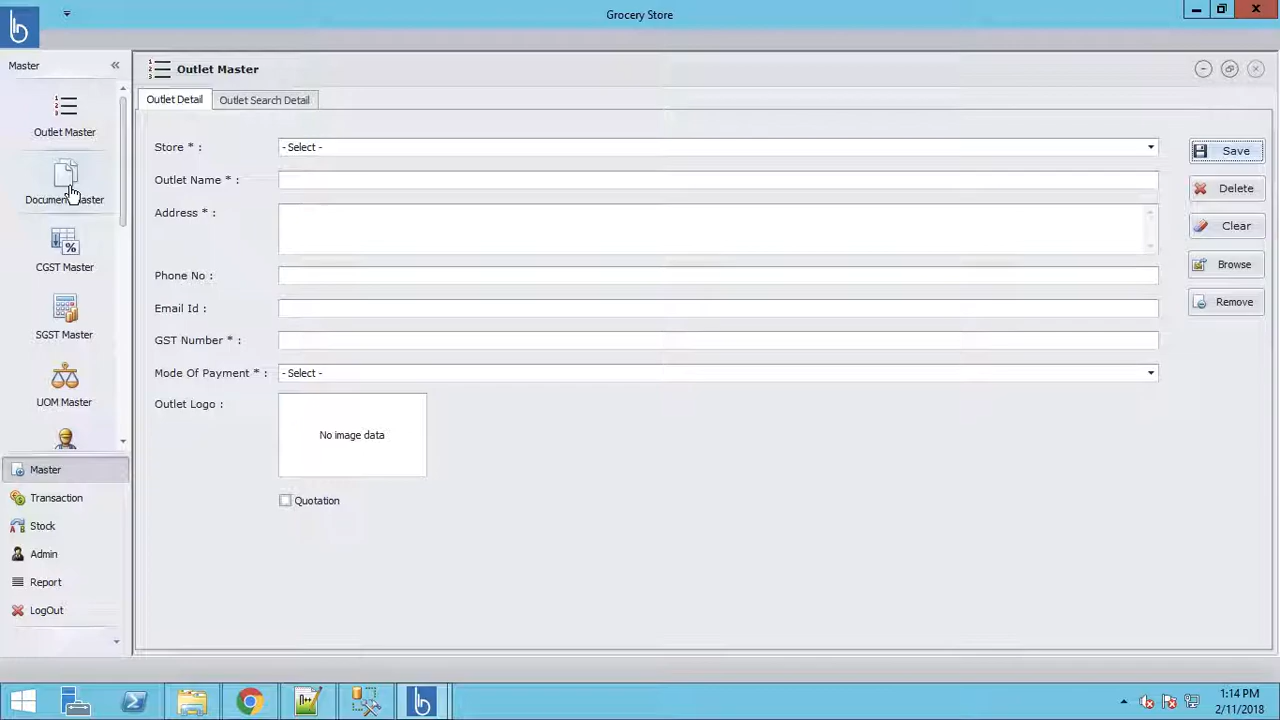 Grocery Store
Master «
Outlet Master
Document Master
CGST Master
SGST Master
UOM Master
Master
Transaction
Stock
Admin
Report
LogOut
Outlet Master
Outlet Detail
Outlet Search Detail
Store * :
- Select -
Outlet Name * :
Address * :
Phone No :
Email Id :
GST Number * :
Mode Of Payment * :
- Select -
Outlet Logo :
No image data
Quotation
Save
Delete
Clear
Browse
Remove
1:14 PM
2/11/2018